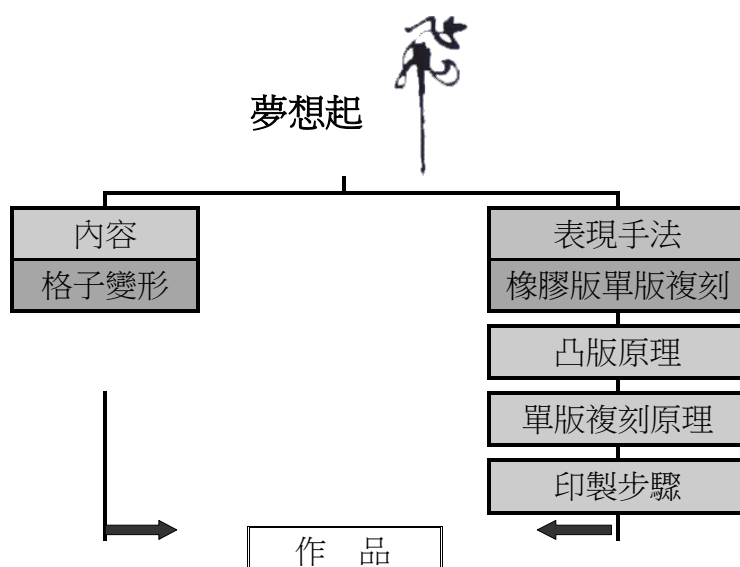 夢想起飛
內容
格子變形
表現手法
橡膠版單版複刻
凸版原理
單版複刻原理
印製步驟
作 品